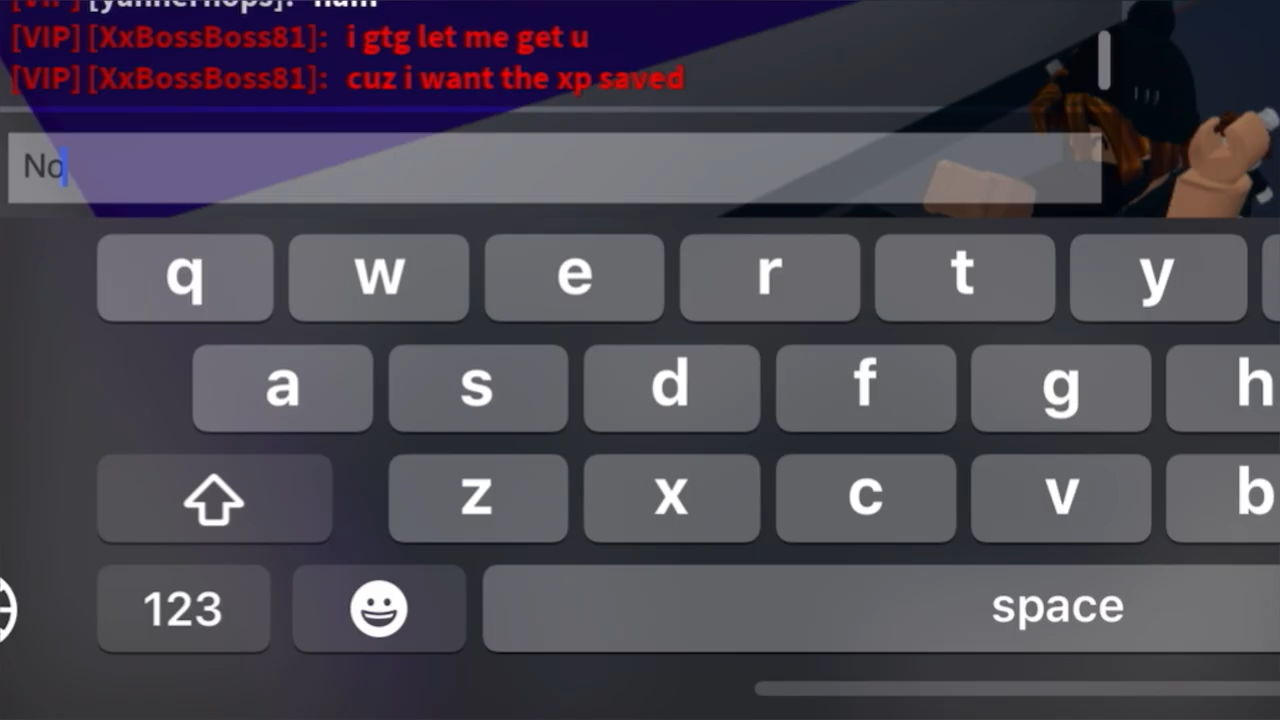 [VIP] [XxBossBoss81]: i gtg let me get u
[VIP] [XxBossBoss81]: cuz i want the xp saved
No
q w e r t y
a s d f g h
z x c v b
123 space